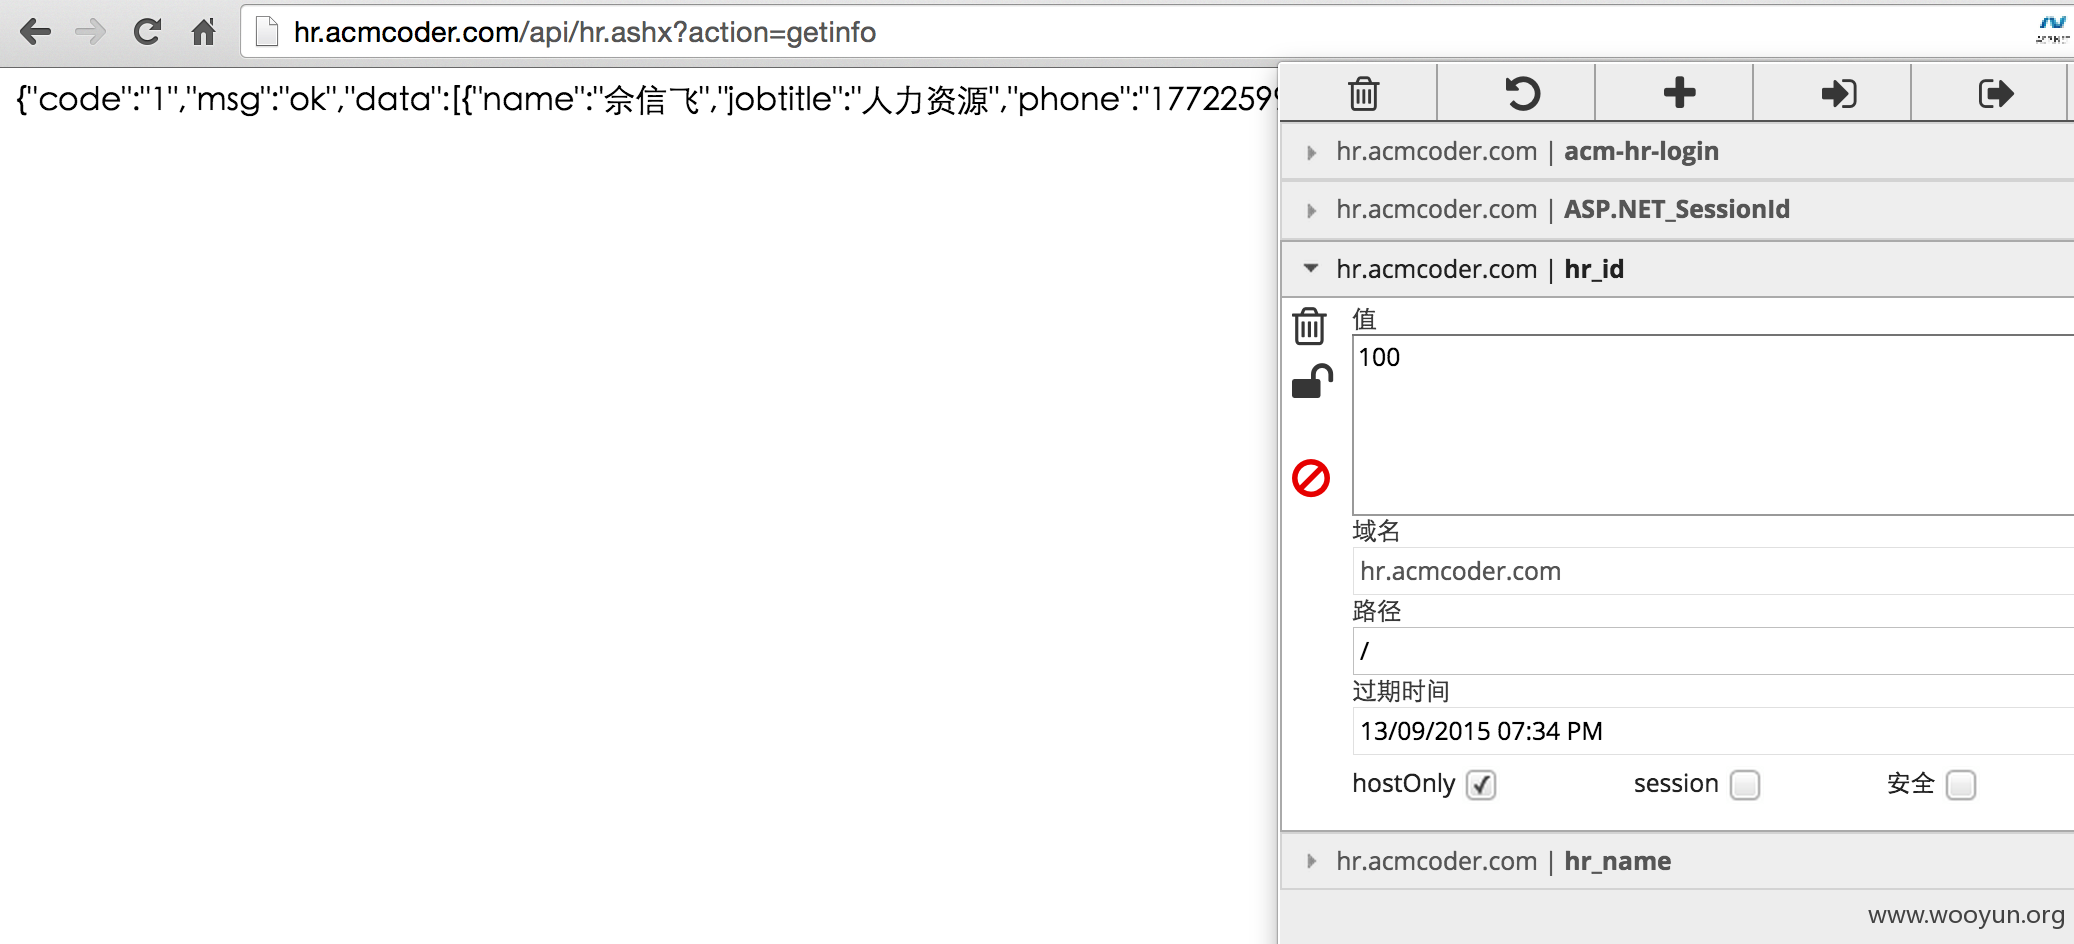 hr.acmcoder.com/api/hr.ashx?action=getinfo
{"code":"1","msg":"ok","data":[{"name":"佘信飞","jobtitle":"人力资源","phone":"1772259
hr.acmcoder.com | acm-hr-login
hr.acmcoder.com | ASP.NET_SessionId
hr.acmcoder.com | hr_id
值
100
域名
hr.acmcoder.com
路径
/
过期时间
13/09/2015 07:34 PM
hostOnly session 安全
hr.acmcoder.com | hr_name
www.wooyun.org